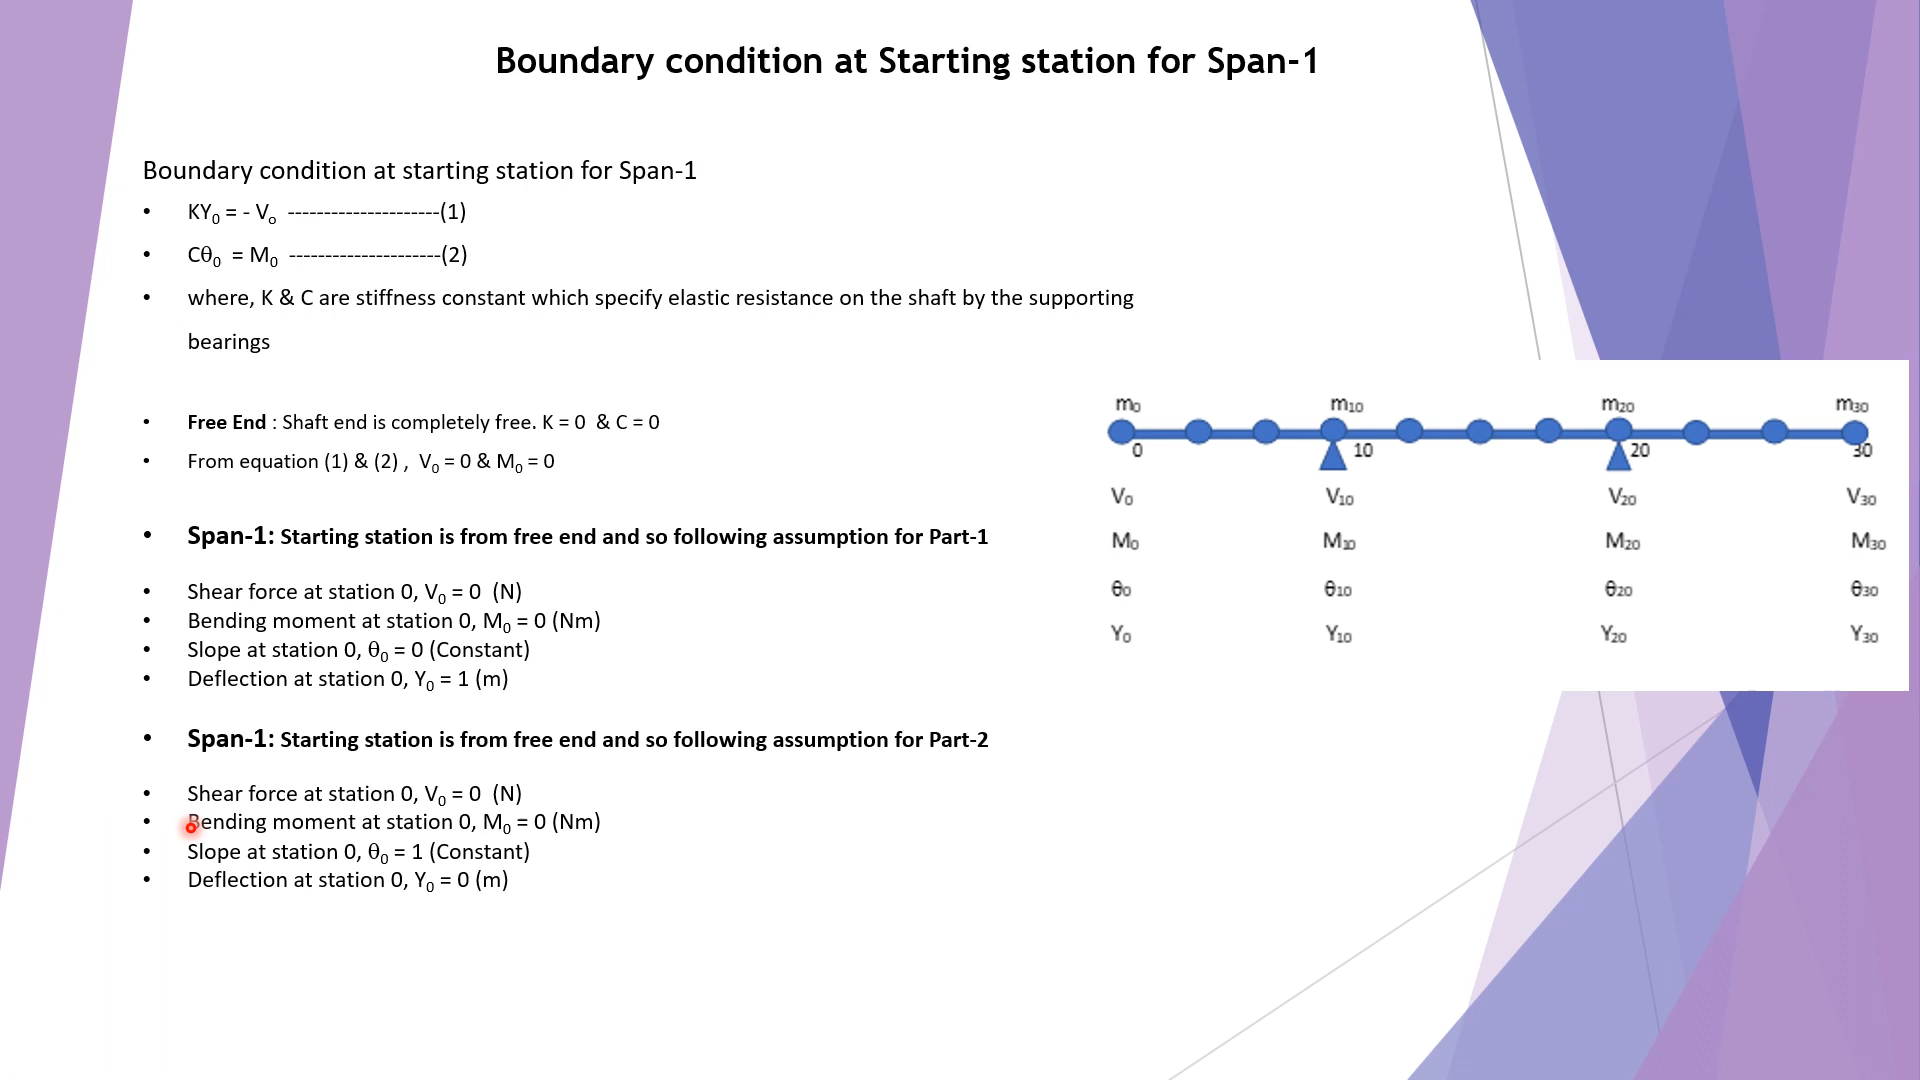 Boundary condition at Starting station for Span-1
Boundary condition at starting station for Span-1
• KY₀ = - Vₒ ---------------------(1)
• Cθ₀ = M₀ ---------------------(2)
• where, K & C are stiffness constant which specify elastic resistance on the shaft by the supporting
bearings
• Free End : Shaft end is completely free. K = 0 & C = 0
• From equation (1) & (2) , V₀ = 0 & M₀ = 0
• Span-1: Starting station is from free end and so following assumption for Part-1
• Shear force at station 0, V₀ = 0 (N)
• Bending moment at station 0, M₀ = 0 (Nm)
• Slope at station 0, θ₀ = 0 (Constant)
• Deflection at station 0, Y₀ = 1 (m)
• Span-1: Starting station is from free end and so following assumption for Part-2
• Shear force at station 0, V₀ = 0 (N)
• Bending moment at station 0, M₀ = 0 (Nm)
• Slope at station 0, θ₀ = 1 (Constant)
• Deflection at station 0, Y₀ = 0 (m)
m₀ m₁₀ m₂₀ m₃₀
0 10 20 30
V₀ V₁₀ V₂₀ V₃₀
M₀ M₁₀ M₂₀ M₃₀
θ₀ θ₁₀ θ₂₀ θ₃₀
Y₀ Y₁₀ Y₂₀ Y₃₀